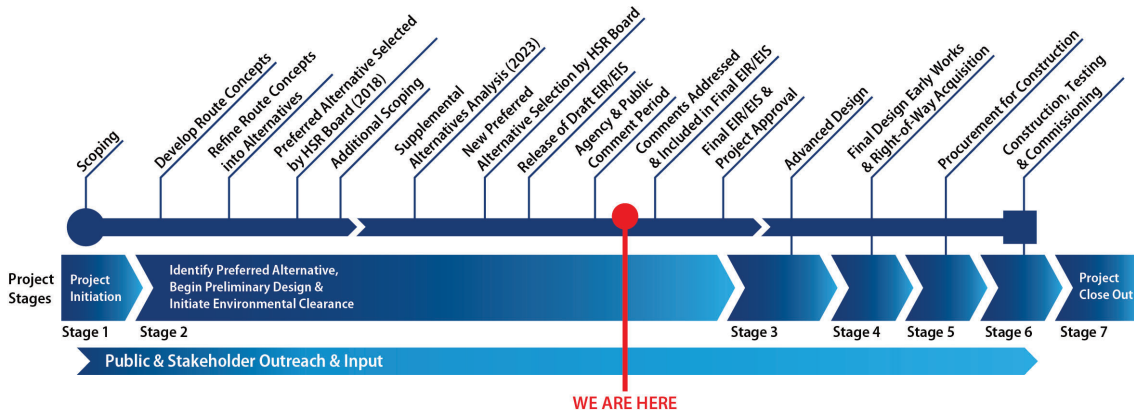 Scoping
Develop Route Concepts
Refine Route Concepts
into Alternatives
Preferred Alternative Selected
by HSR Board (2018)
Additional Scoping
Supplemental
Alternatives Analysis (2023)
New Preferred
Alternative Selection by HSR Board
Release of Draft EIR/EIS
Agency & Public
Comment Period
Comments Addressed
& Included in Final EIR/EIS
Final EIR/EIS &
Project Approval
Advanced Design
Final Design Early Works
& Right-of-Way Acquisition
Procurement for Construction
Construction, Testing
& Commissioning
Project
Stages
Project
Initiation
Identify Preferred Alternative,
Begin Preliminary Design &
Initiate Environmental Clearance
Project
Close Out
Stage 1
Stage 2
Stage 3
Stage 4
Stage 5
Stage 6
Stage 7
Public & Stakeholder Outreach & Input
WE ARE HERE